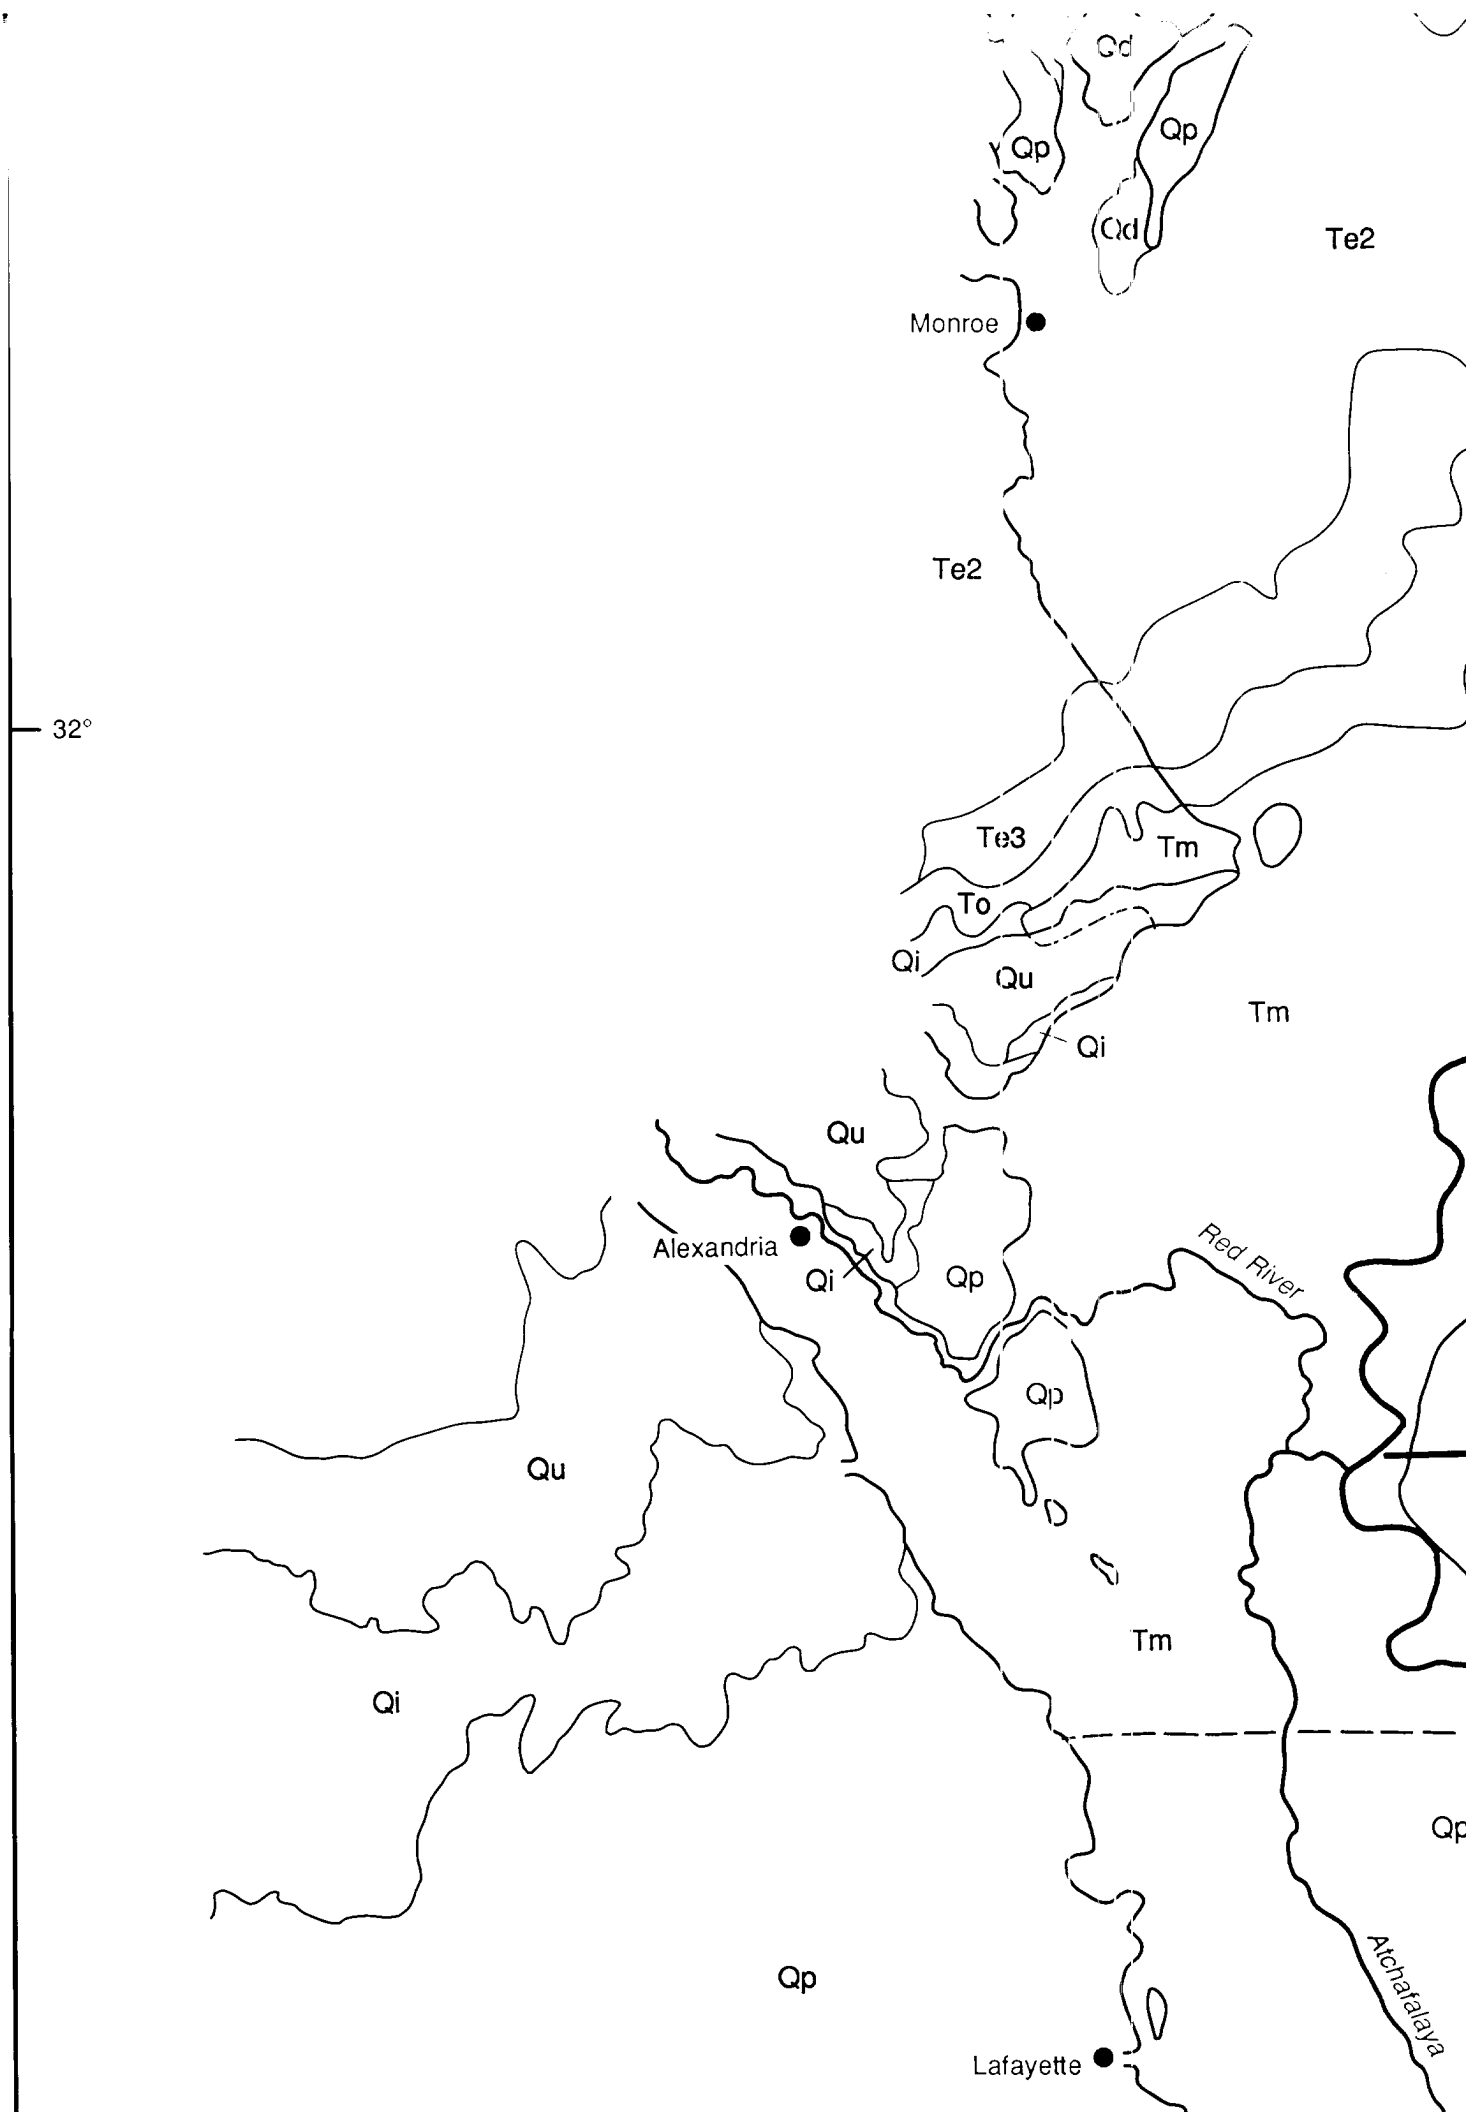 Qd
Qp
Qp
Qd
Te2
Monroe
Te2
32°
Te3
Tm
To
Qi
Qu
Tm
Qi
Qu
Red River
Alexandria
Qi
Qp
Qp
Qu
Tm
Qi
Qp
Atchafalaya
Qp
Lafayette